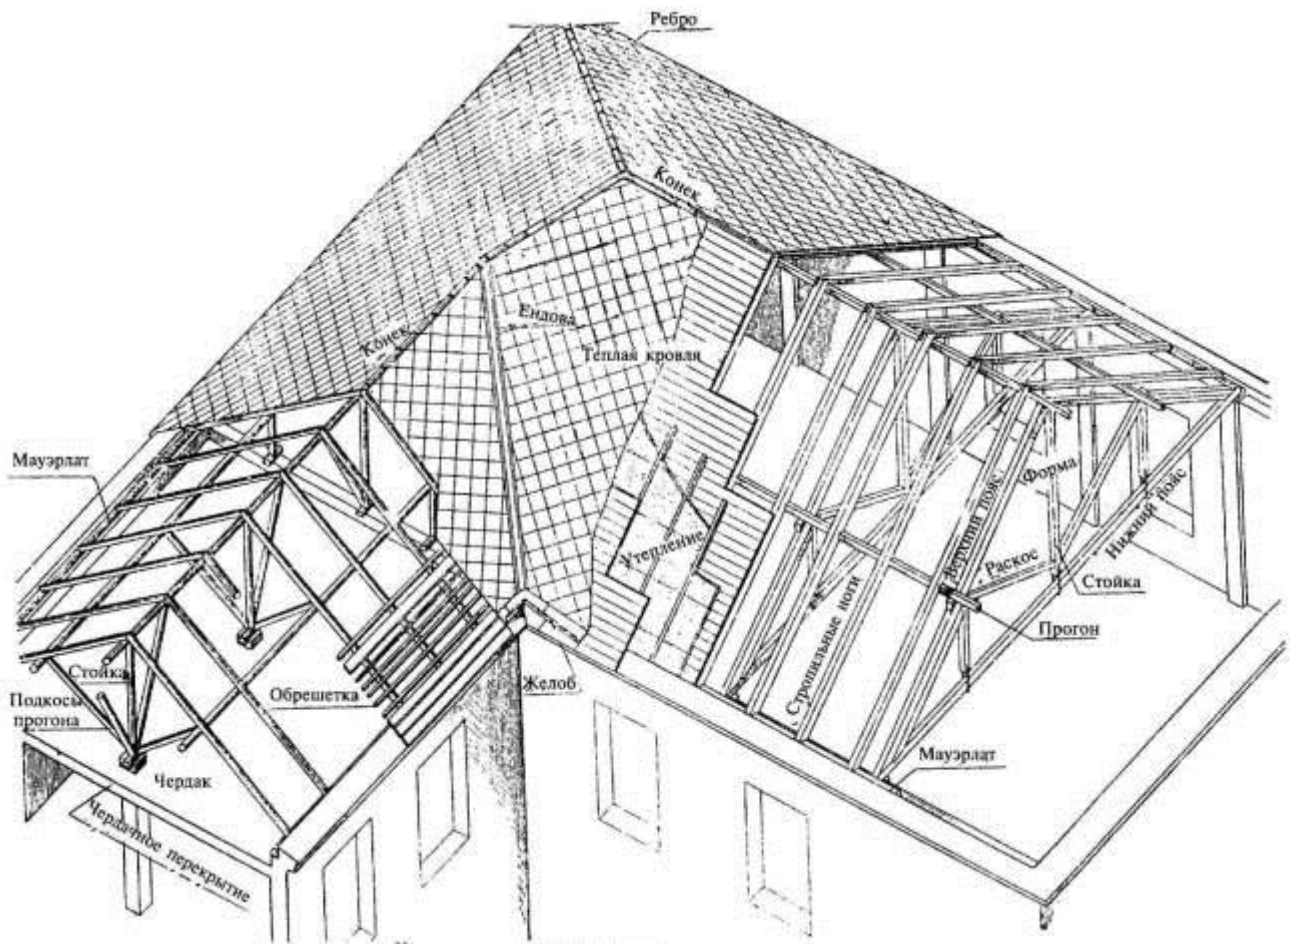 Ребро
Конек
Ендова
Конек
Теплая кровля
Мауэрлат
Форма
Верхний пояс
Нижний пояс
Утепление
Раскос
Стойка
Стропильные ноги
Прогон
Стойка
Обрешетка
Желоб
Подкосы
прогона
Чердак
Мауэрлат
Чердачное перекрытие